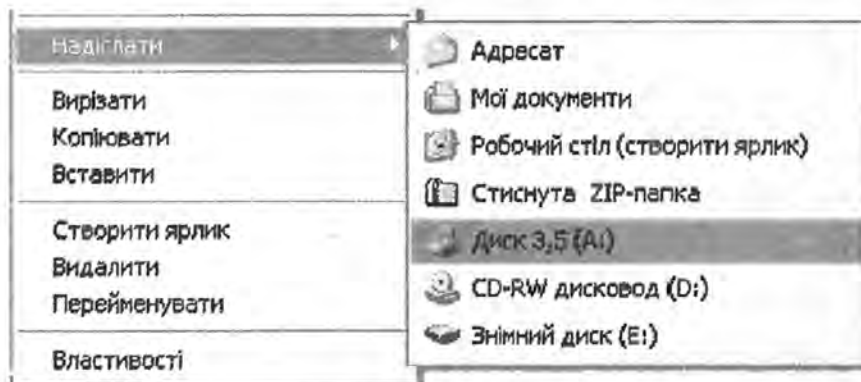 Надіслати
Вирізати
Копіювати
Вставити
Створити ярлик
Видалити
Перейменувати
Властивості
Адресат
Мої документи
Робочий стіл (створити ярлик)
Стиснута ZIP-папка
Диск 3,5 (A:)
CD-RW дисковод (D:)
Знімний диск (E:)